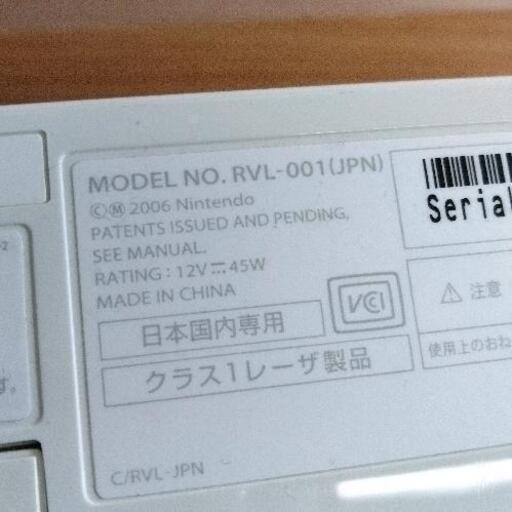 MODEL NO. RVL-001(JPN)
©Ⓜ 2006 Nintendo
PATENTS ISSUED AND PENDING,
SEE MANUAL.
RATING : 12V⎓45W
MADE IN CHINA
日本国内専用
VCI
クラス1レーザ製品
C/RVL-JPN
Serial
⚠ 注意
使用上のおね
す。